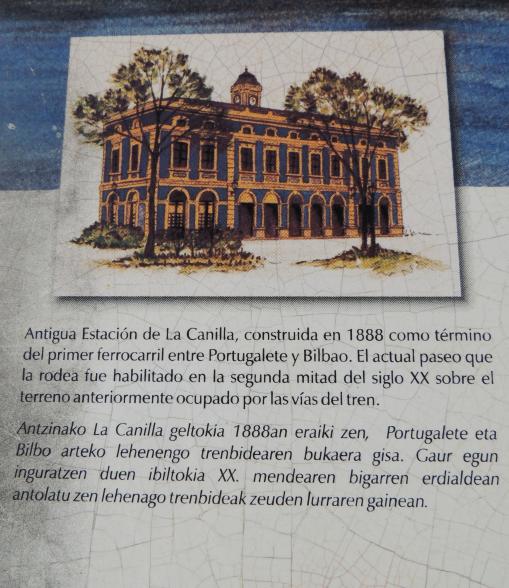 Antigua Estación de La Canilla, construida en 1888 como término
del primer ferrocarril entre Portugalete y Bilbao. El actual paseo que
la rodea fue habilitado en la segunda mitad del siglo XX sobre el
terreno anteriormente ocupado por las vías del tren.
Antzinako La Canilla geltokia 1888an eraiki zen, Portugalete eta
Bilbo arteko lehenengo trenbidearen bukaera gisa. Gaur egun
inguratzen duen ibiltokia XX. mendearen bigarren erdialdean
antolatu zen lehenago trenbideak zeuden lurraren gainean.